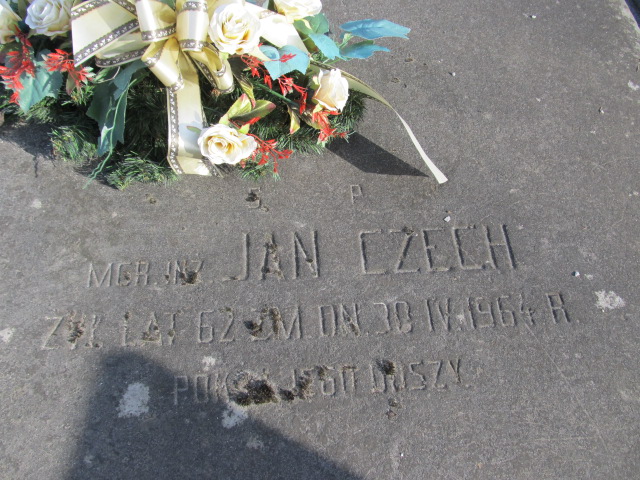 Ś. P.
MGR. INŻ. JAN CZECH
ŻYŁ LAT 62 ZM. DN. 30 IV. 1964 R.
POKÓJ JEGO DUSZY